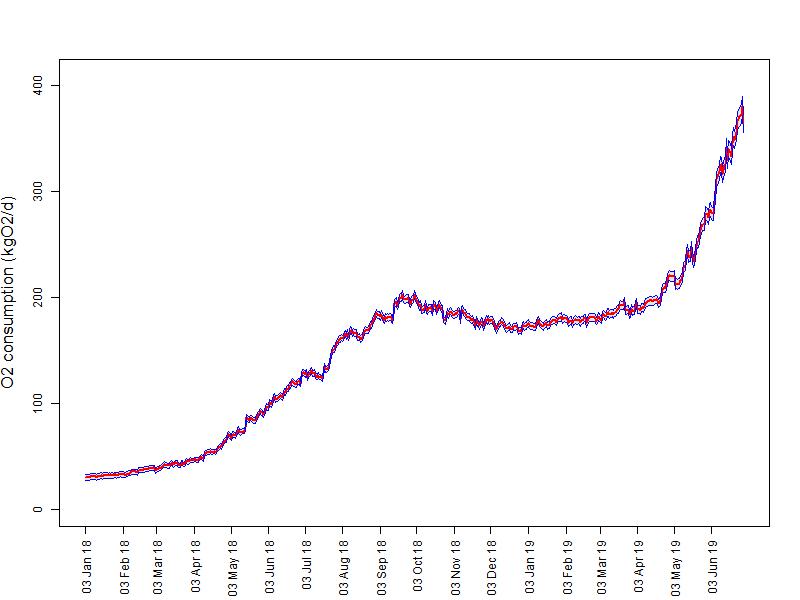 O2 consumption (kgO2/d)
400
300
200
100
0
03 Jan 18
03 Feb 18
03 Mar 18
03 Apr 18
03 May 18
03 Jun 18
03 Jul 18
03 Aug 18
03 Sep 18
03 Oct 18
03 Nov 18
03 Dec 18
03 Jan 19
03 Feb 19
03 Mar 19
03 Apr 19
03 May 19
03 Jun 19